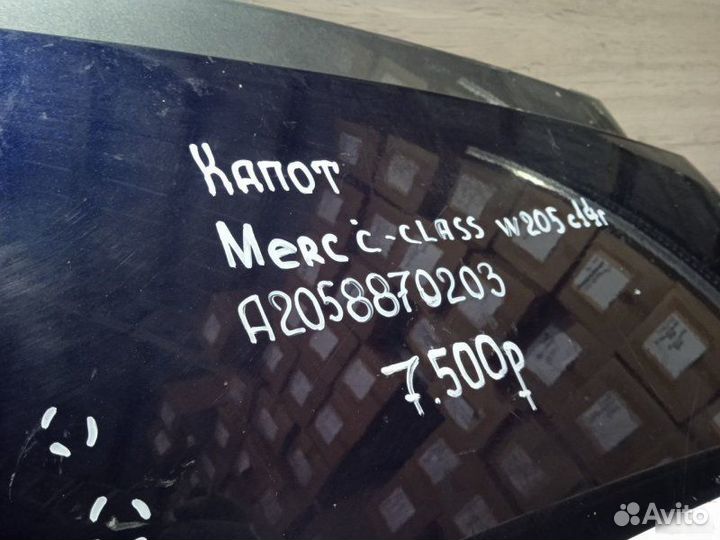 Капот
Merc "C-CLASS W205 с14г
A2058870203
7.500р
Avito